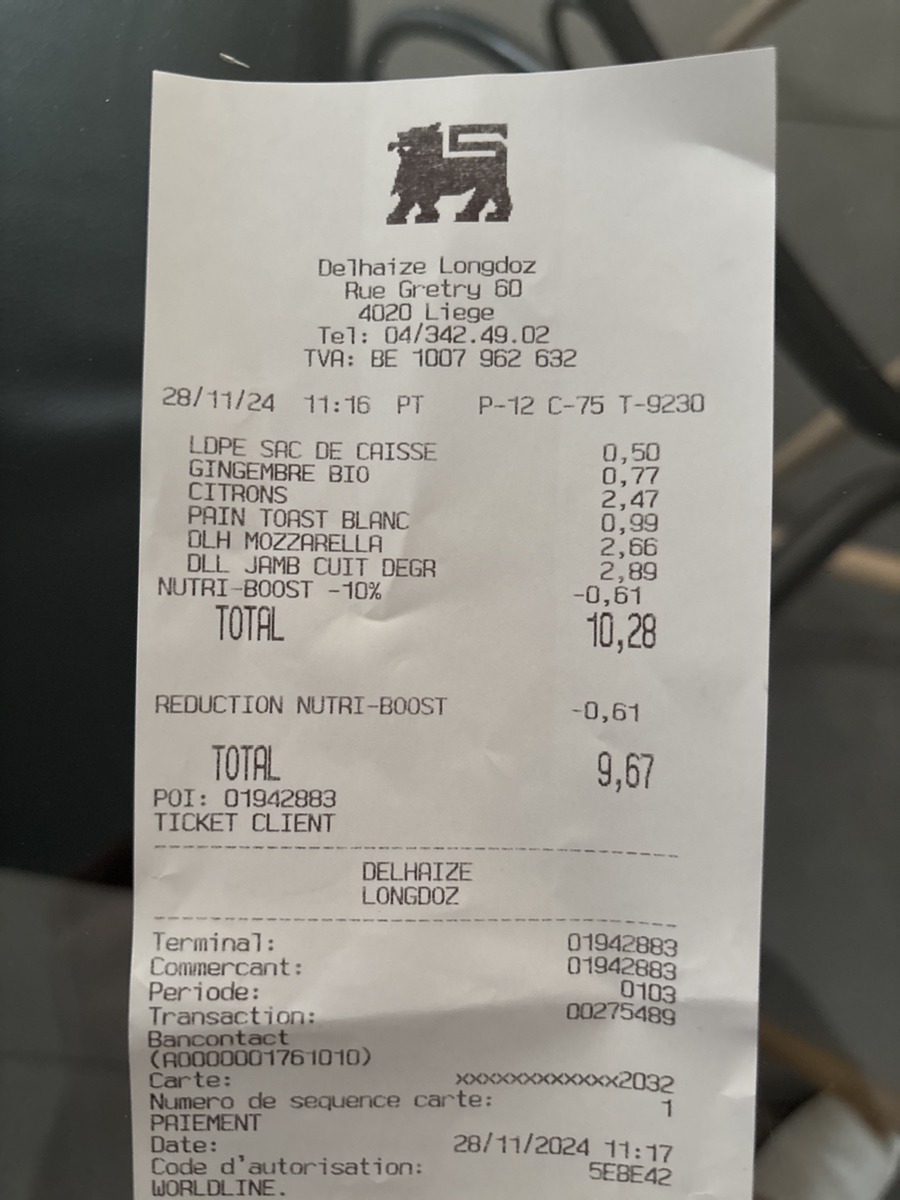 Delhaize Longdoz
Rue Gretry 60
4020 Liege
Tel: 04/342.49.02
TVA: BE 1007 962 632
28/11/24 11:16 PT P-12 C-75 T-9230
LDPE SAC DE CAISSE 0,50
GINGEMBRE BIO 0,77
CITRONS 2,47
PAIN TOAST BLANC 0,99
DLH MOZZARELLA 2,66
DLL JAMB CUIT DEGR 2,89
NUTRI-BOOST -10% -0,61
TOTAL 10,28
REDUCTION NUTRI-BOOST -0,61
TOTAL 9,67
POI: 01942883
TICKET CLIENT
DELHAIZE
LONGDOZ
Terminal: 01942883
Commercant: 01942883
Periode: 0103
Transaction: 00275489
Bancontact
(A0000001761010)
Carte: xxxxxxxxxxxxx2032
Numero de sequence carte: 1
PAIEMENT
Date: 28/11/2024 11:17
Code d'autorisation: 5E8E42
WORLDLINE.